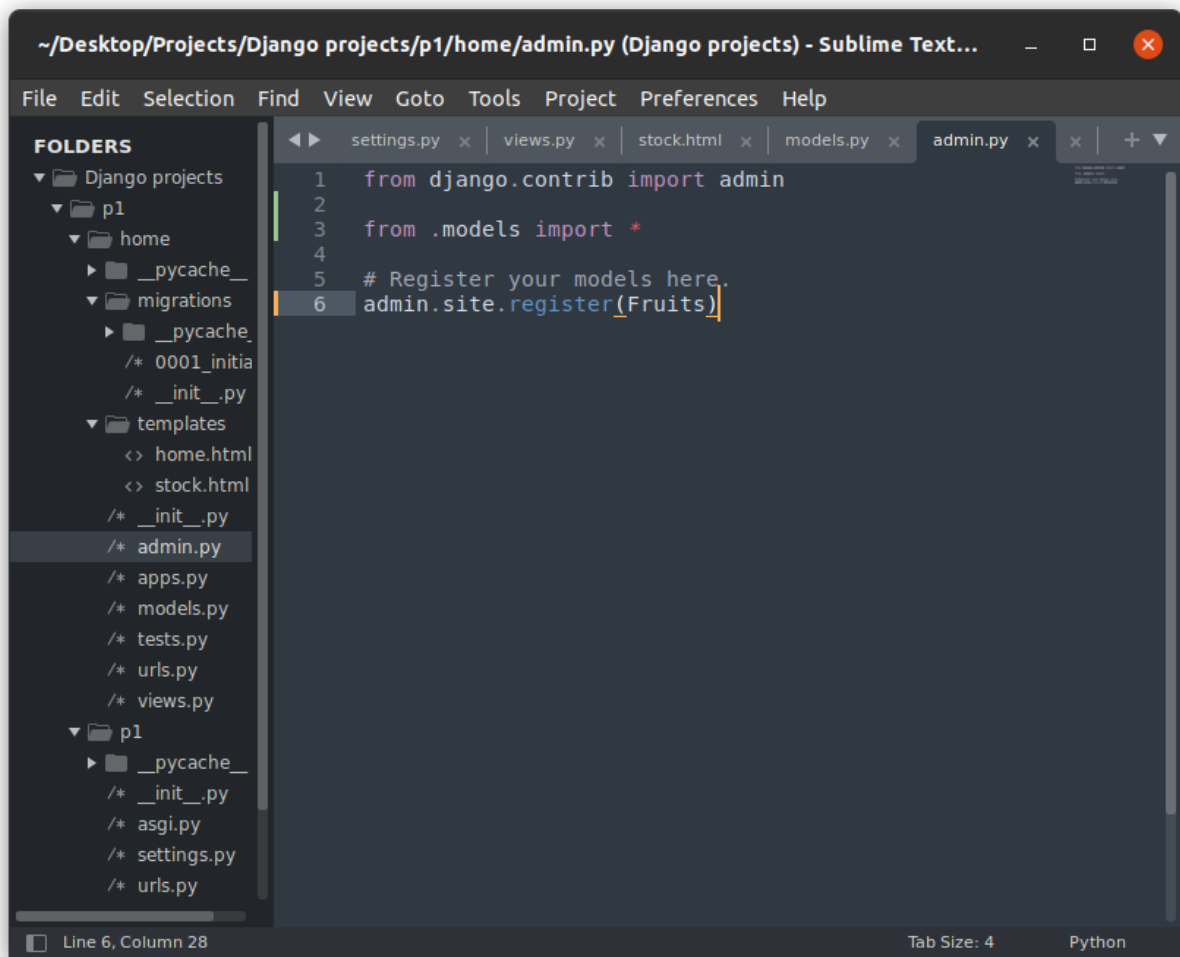 ~/Desktop/Projects/Django projects/p1/home/admin.py (Django projects) - Sublime Text...
File Edit Selection Find View Goto Tools Project Preferences Help
FOLDERS
Django projects
p1
home
__pycache__
migrations
__pycache_
/* 0001_initia
/* __init__.py
templates
<> home.html
<> stock.html
/* __init__.py
/* admin.py
/* apps.py
/* models.py
/* tests.py
/* urls.py
/* views.py
p1
__pycache__
/* __init__.py
/* asgi.py
/* settings.py
/* urls.py
settings.py × views.py × stock.html × models.py × admin.py × × +
1 from django.contrib import admin
2
3 from .models import *
4
5 # Register your models here.
6 admin.site.register(Fruits)
Line 6, Column 28 Tab Size: 4 Python